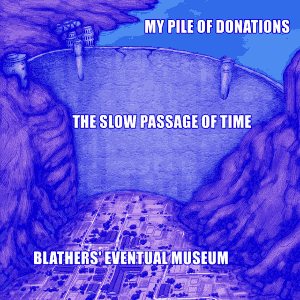 MY PILE OF DONATIONS
THE SLOW PASSAGE OF TIME
BLATHERS' EVENTUAL MUSEUM